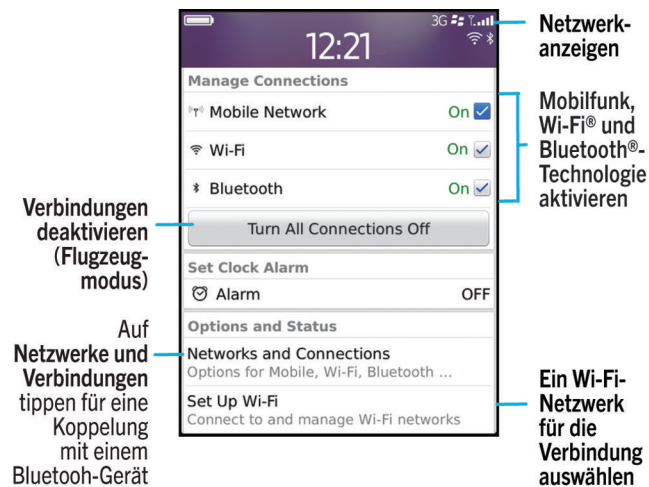 3G
12:21
Manage Connections
Mobile Network On
Wi-Fi On
Bluetooth On
Turn All Connections Off
Set Clock Alarm
Alarm OFF
Options and Status
Networks and Connections
Options for Mobile, Wi-Fi, Bluetooth ...
Set Up Wi-Fi
Connect to and manage Wi-Fi networks
Verbindungen
deaktivieren
(Flugzeug-
modus)
Auf
Netzwerke und
Verbindungen
tippen für eine
Koppelung
mit einem
Bluetooh-Gerät
Netzwerk-
anzeigen
Mobilfunk,
Wi-Fi® und
Bluetooth®-
Technologie
aktivieren
Ein Wi-Fi-
Netzwerk
für die
Verbindung
auswählen